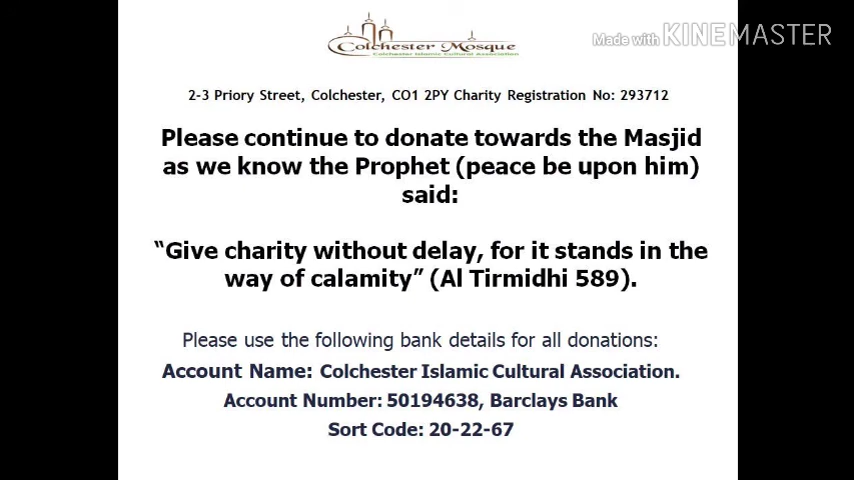 Colchester Mosque
Colchester Islamic Cultural Association
Made with KINEMASTER
2-3 Priory Street, Colchester, CO1 2PY Charity Registration No: 293712
Please continue to donate towards the Masjid
as we know the Prophet (peace be upon him)
said:
“Give charity without delay, for it stands in the
way of calamity” (Al Tirmidhi 589).
Please use the following bank details for all donations:
Account Name: Colchester Islamic Cultural Association.
Account Number: 50194638, Barclays Bank
Sort Code: 20-22-67